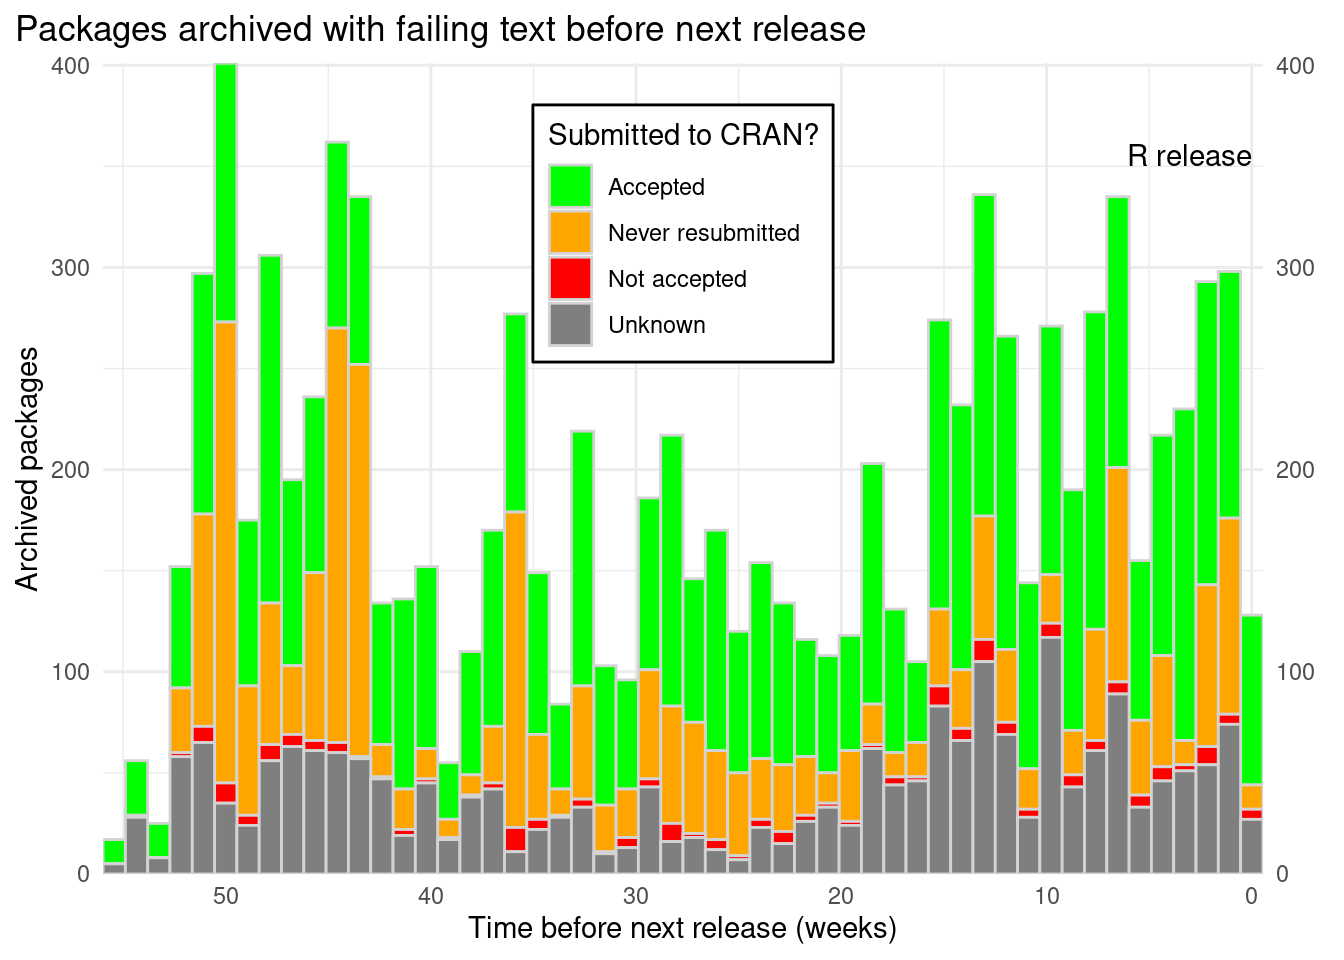 Packages archived with failing text before next release
400
300
200
100
0
400
300
200
100
0
Archived packages
Submitted to CRAN?
Accepted
Never resubmitted
Not accepted
Unknown
R release
50 40 30 20 10 0
Time before next release (weeks)